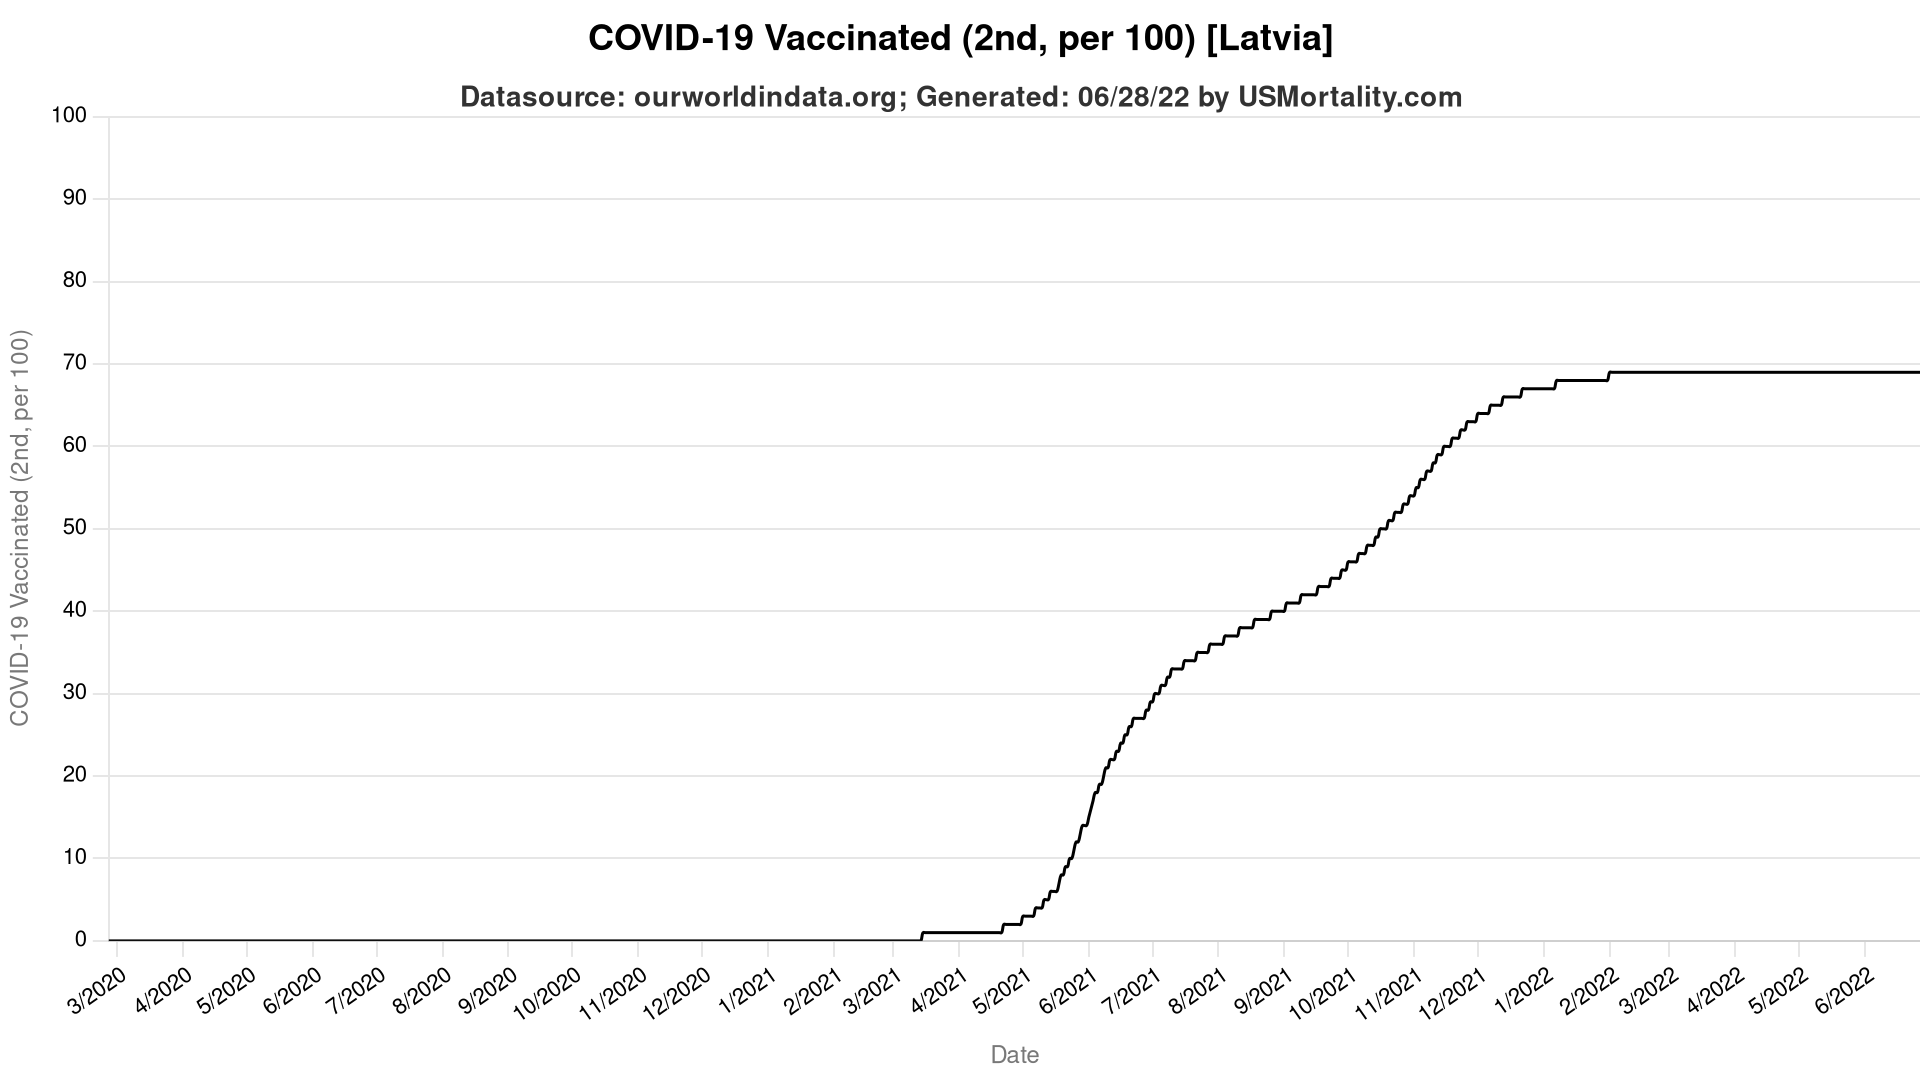 COVID-19 Vaccinated (2nd, per 100) [Latvia]
Datasource: ourworldindata.org; Generated: 06/28/22 by USMortality.com
COVID-19 Vaccinated (2nd, per 100)
100
90
80
70
60
50
40
30
20
10
0
3/2020 4/2020 5/2020 6/2020 7/2020 8/2020 9/2020 10/2020 11/2020 12/2020 1/2021 2/2021 3/2021 4/2021 5/2021 6/2021 7/2021 8/2021 9/2021 10/2021 11/2021 12/2021 1/2022 2/2022 3/2022 4/2022 5/2022 6/2022
Date